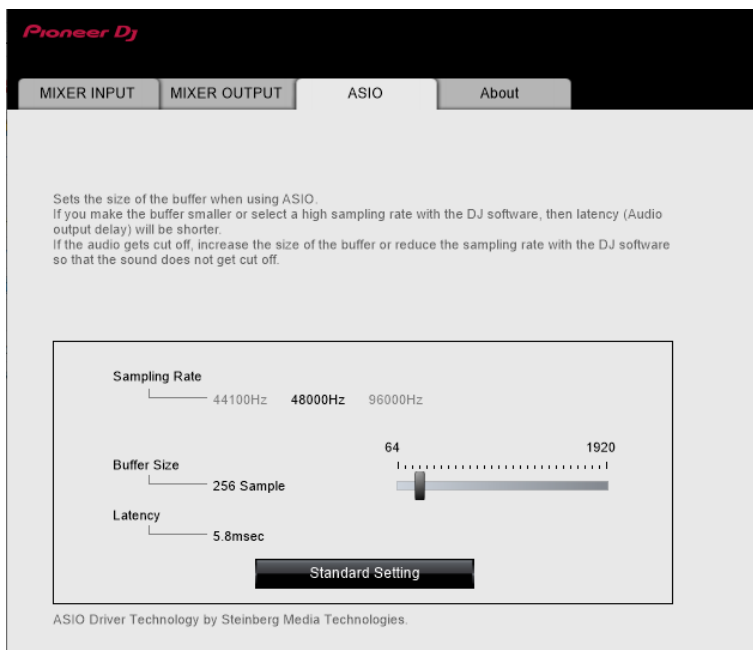 Pioneer Dj
MIXER INPUT MIXER OUTPUT ASIO About
Sets the size of the buffer when using ASIO.
If you make the buffer smaller or select a high sampling rate with the DJ software, then latency (Audio
output delay) will be shorter.
If the audio gets cut off, increase the size of the buffer or reduce the sampling rate with the DJ software
so that the sound does not get cut off.
Sampling Rate
44100Hz 48000Hz 96000Hz
64 1920
Buffer Size
256 Sample
Latency
5.8msec
Standard Setting
ASIO Driver Technology by Steinberg Media Technologies.